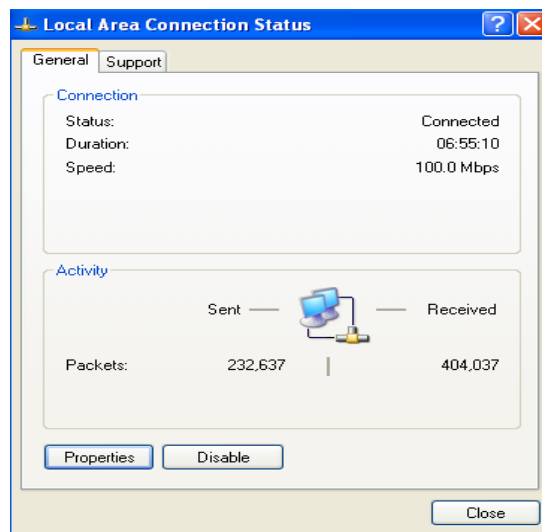 Local Area Connection Status
General Support
Connection
Status: Connected
Duration: 06:55:10
Speed: 100.0 Mbps
Activity
Sent Received
Packets: 232,637 404,037
Properties Disable
Close